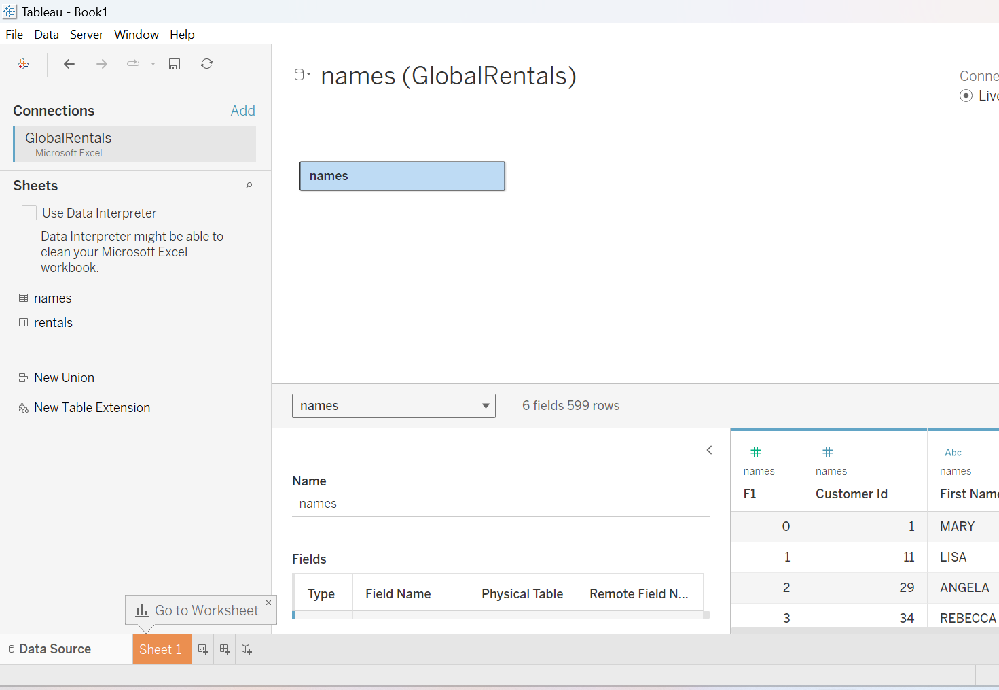 Tableau - Book1
File Data Server Window Help
Connections Add
GlobalRentals
Microsoft Excel
Sheets
Use Data Interpreter
Data Interpreter might be able to
clean your Microsoft Excel
workbook.
names
rentals
New Union
New Table Extension
names (GlobalRentals)
Conne
Live
names
names 6 fields 599 rows
Name
names
Fields
Type Field Name Physical Table Remote Field N...
# # Abc
names names names
F1 Customer Id First Name
0 1 MARY
1 11 LISA
2 29 ANGELA
3 34 REBECCA
Go to Worksheet
Data Source Sheet 1